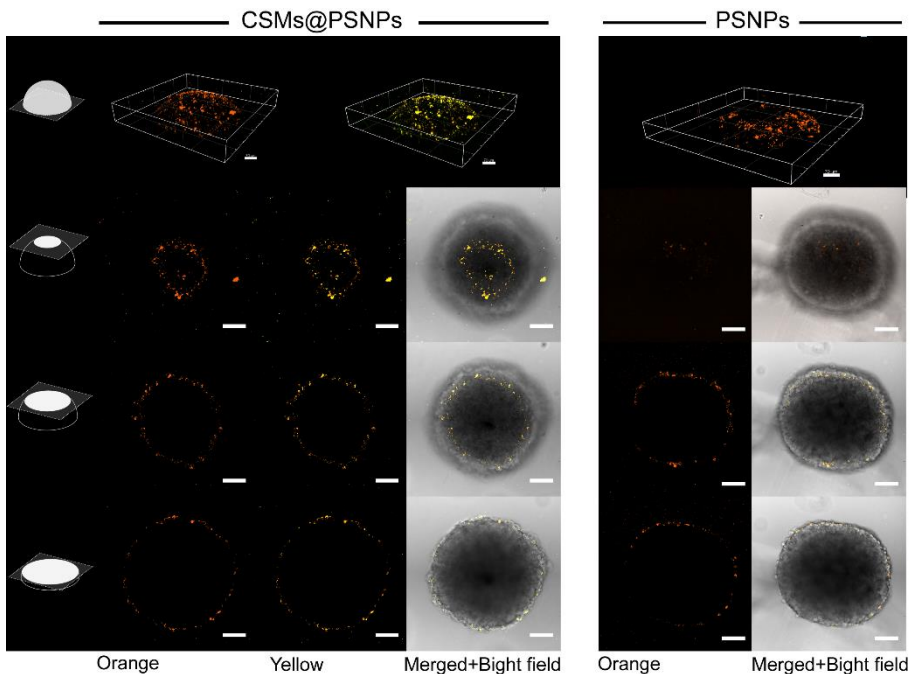 CSMs@PSNPs
PSNPs
Orange
Yellow
Merged+Bight field
Orange
Merged+Bight field